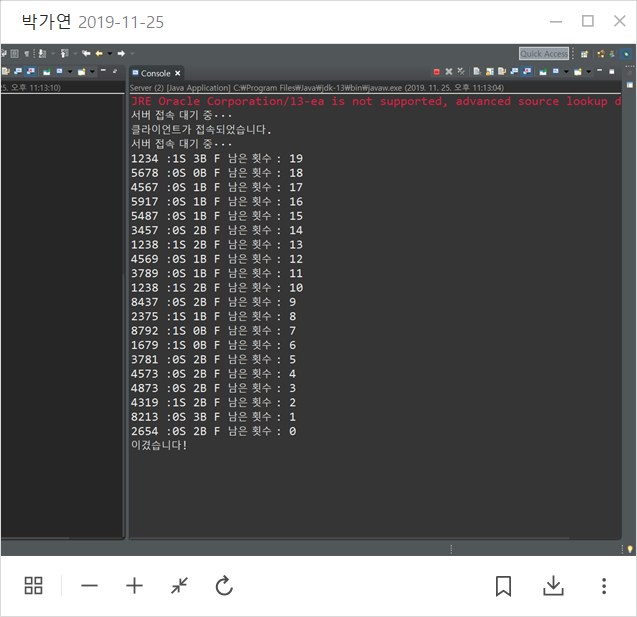 박가연 2019-11-25
Quick Access
Console
25. 오후 11:13:10)
Server (2) [Java Application] C:₩Program Files₩Java₩jdk-13₩bin₩javaw.exe (2019. 11. 25. 오후 11:13:04)
JRE Oracle Corporation/13-ea is not supported, advanced source lookup d
서버 접속 대기 중···
클라이언트가 접속되었습니다.
서버 접속 대기 중···
1234 :1S 3B F 남은 횟수 : 19
5678 :0S 0B F 남은 횟수 : 18
4567 :0S 1B F 남은 횟수 : 17
5917 :0S 1B F 남은 횟수 : 16
5487 :0S 1B F 남은 횟수 : 15
3457 :0S 2B F 남은 횟수 : 14
1238 :1S 2B F 남은 횟수 : 13
4569 :0S 1B F 남은 횟수 : 12
3789 :0S 1B F 남은 횟수 : 11
1238 :1S 2B F 남은 횟수 : 10
8437 :0S 2B F 남은 횟수 : 9
2375 :1S 1B F 남은 횟수 : 8
8792 :1S 0B F 남은 횟수 : 7
1679 :1S 0B F 남은 횟수 : 6
3781 :0S 2B F 남은 횟수 : 5
4573 :0S 2B F 남은 횟수 : 4
4873 :0S 2B F 남은 횟수 : 3
4319 :1S 2B F 남은 횟수 : 2
8213 :0S 3B F 남은 횟수 : 1
2654 :0S 2B F 남은 횟수 : 0
이겼습니다!